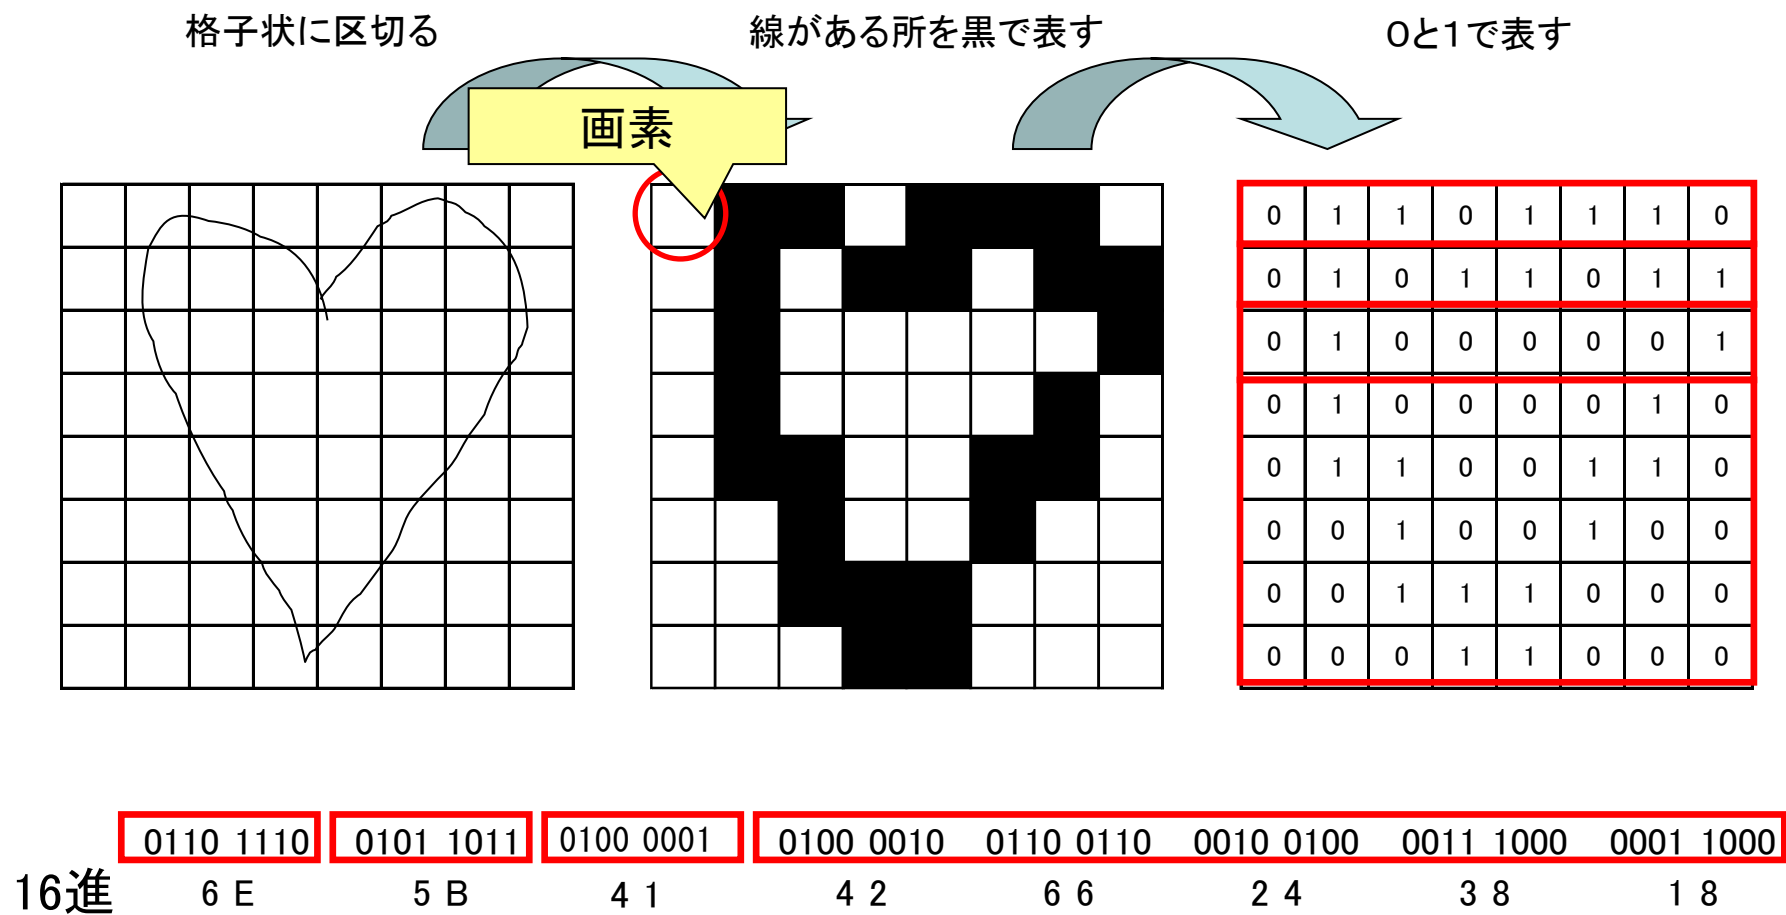 格子状に区切る
線がある所を黒で表す
0と1で表す
画素
0 1 1 0 1 1 1 0
0 1 0 1 1 0 1 1
0 1 0 0 0 0 0 1
0 1 0 0 0 0 1 0
0 1 1 0 0 1 1 0
0 0 1 0 0 1 0 0
0 0 1 1 1 0 0 0
0 0 0 1 1 0 0 0
0110 1110 0101 1011 0100 0001 0100 0010 0110 0110 0010 0100 0011 1000 0001 1000
16進 6 E 5 B 4 1 4 2 6 6 2 4 3 8 1 8